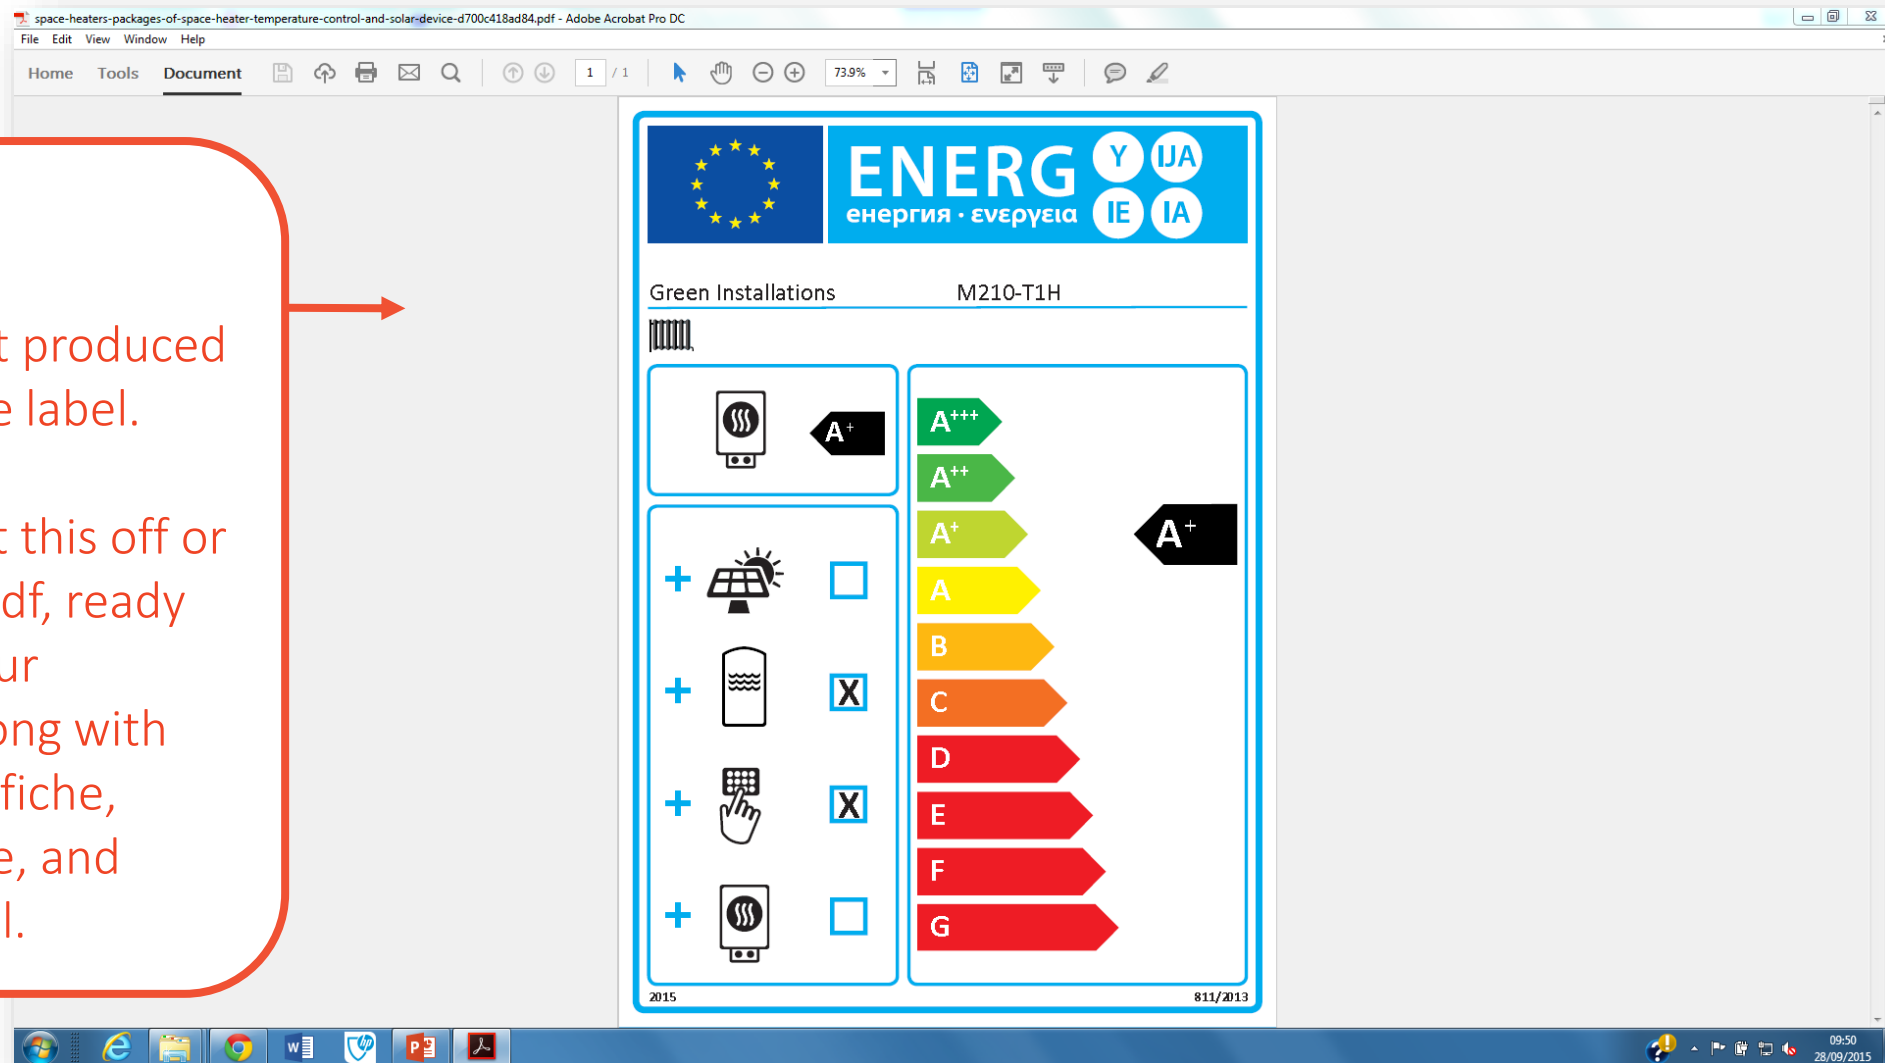 space-heaters-packages-of-space-heater-temperature-control-and-solar-device-d700c418ad84.pdf - Adobe Acrobat Pro DC
File Edit View Window Help
Home Tools Document 1 / 1 73.9%
t produced
e label.
t this off or
df, ready
ur
ong with
fiche,
e, and
l.
ENERG Y IJA
енергия · ενεργεια IE IA
Green Installations M210-T1H
A+
A+++
A++
A+
A+
A
B
X
C
D
X
E
F
G
2015 811/2013
09:50
28/09/2015